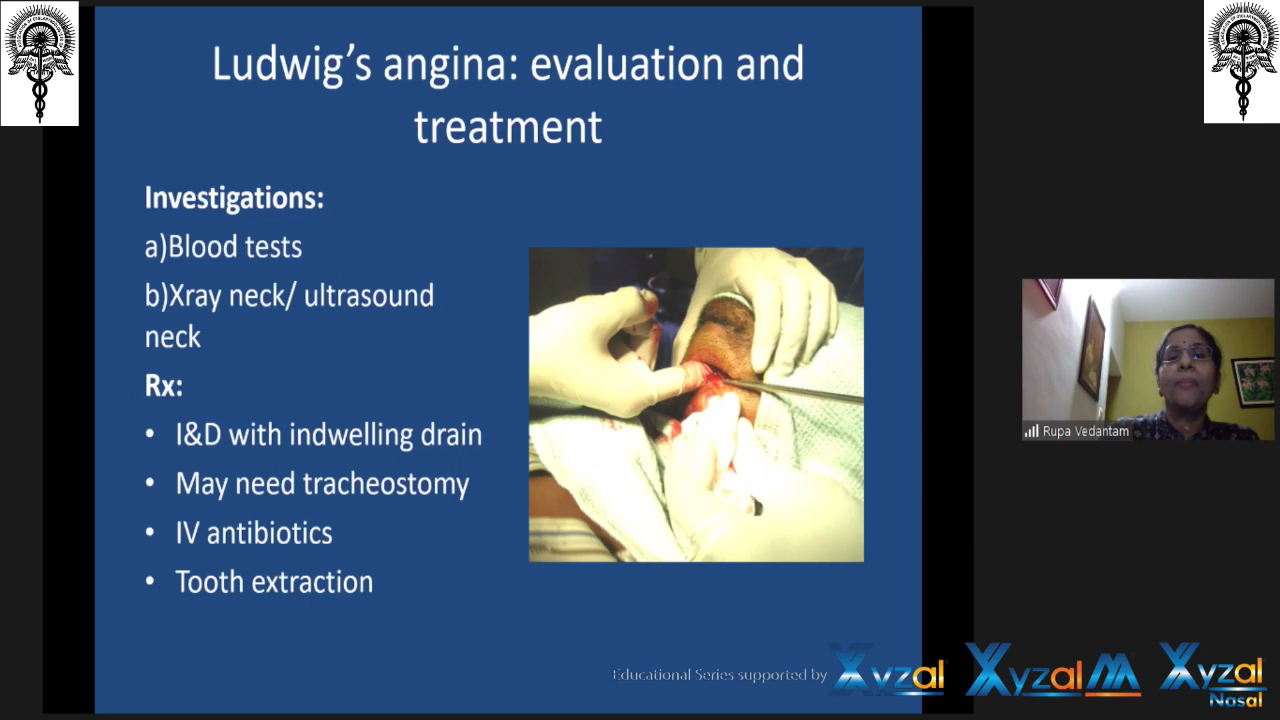 Ludwig's angina: evaluation and
treatment
Investigations:
a)Blood tests
b)Xray neck/ ultrasound
neck
Rx:
• I&D with indwelling drain
• May need tracheostomy
• IV antibiotics
• Tooth extraction
Rupa Vedantam
Educational Series supported by
Xyzal
Xyzal M
Xyzal
Nasal